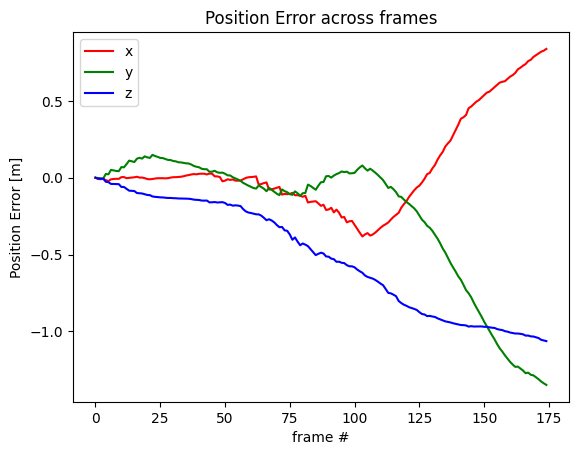 Position Error across frames
x
y
z
Position Error [m]
0.5
0.0
−0.5
−1.0
0
25
50
75
100
125
150
175
frame #